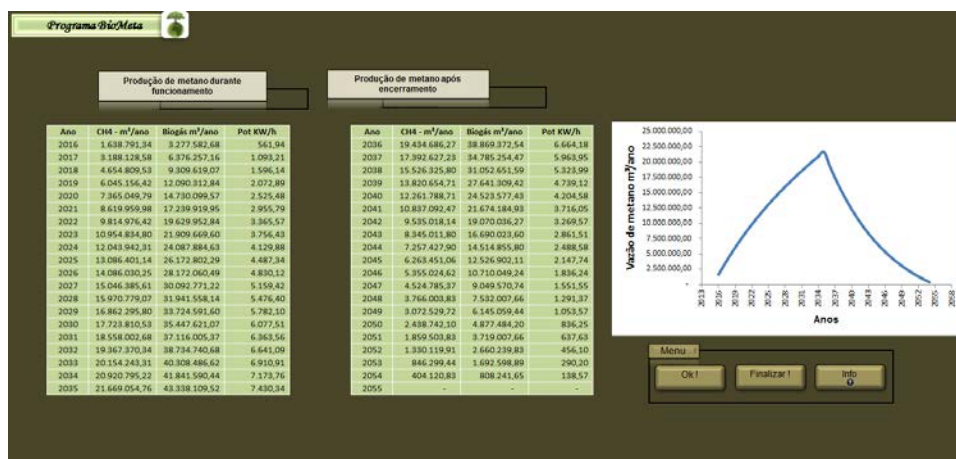 Programa BioMeta
Produção de metano durante
funcionamento
Produção de metano após
encerramento
Ano CH4 - m³/ano Biogás m³/ano Pot KW/h
2016 1.638.791,34 3.277.582,68 561,94
2017 3.188.128,58 6.376.257,16 1.093,21
2018 4.654.809,53 9.309.619,07 1.596,14
2019 6.045.156,42 12.090.312,84 2.072,89
2020 7.365.049,79 14.730.099,57 2.525,48
2021 8.619.959,98 17.239.919,95 2.955,79
2022 9.814.976,42 19.629.952,84 3.365,57
2023 10.954.834,80 21.909.669,60 3.756,43
2024 12.043.942,31 24.087.884,63 4.129,88
2025 13.086.401,14 26.172.802,29 4.487,34
2026 14.086.030,25 28.172.060,49 4.830,12
2027 15.046.385,61 30.092.771,22 5.159,42
2028 15.970.779,07 31.941.558,14 5.476,40
2029 16.862.295,80 33.724.591,60 5.782,10
2030 17.723.810,53 35.447.621,07 6.077,51
2031 18.558.002,68 37.116.005,37 6.363,56
2032 19.367.370,34 38.734.740,68 6.641,09
2033 20.154.243,31 40.308.486,62 6.910,91
2034 20.920.795,22 41.841.590,44 7.173,76
2035 21.669.054,76 43.338.109,52 7.430,34
Ano CH4 - m³/ano Biogás m³/ano Pot KW/h
2036 19.434.686,27 38.869.372,54 6.664,18
2037 17.392.627,23 34.785.254,47 5.963,95
2038 15.526.325,80 31.052.651,59 5.323,99
2039 13.820.654,71 27.641.309,42 4.739,12
2040 12.261.788,71 24.523.577,43 4.204,58
2041 10.837.092,47 21.674.184,93 3.716,05
2042 9.535.018,14 19.070.036,27 3.269,57
2043 8.345.011,80 16.690.023,60 2.861,51
2044 7.257.427,90 14.514.855,80 2.488,58
2045 6.263.451,06 12.526.902,11 2.147,74
2046 5.355.024,62 10.710.049,24 1.836,24
2047 4.524.785,37 9.049.570,74 1.551,55
2048 3.766.003,83 7.532.007,66 1.291,37
2049 3.072.529,72 6.145.059,44 1.053,57
2050 2.438.742,10 4.877.484,20 836,25
2051 1.859.503,83 3.719.007,66 637,63
2052 1.330.119,91 2.660.239,83 456,10
2053 846.299,44 1.692.598,89 290,20
2054 404.120,83 808.241,65 138,57
2055 - - -
Vazão de metano m³/ano
25.000.000,00
22.500.000,00
20.000.000,00
17.500.000,00
15.000.000,00
12.500.000,00
10.000.000,00
7.500.000,00
5.000.000,00
2.500.000,00
-
2013 2016 2019 2022 2025 2028 2031 2034 2037 2040 2043 2046 2049 2052 2055 2058
Anos
Menu
Ok !
Finalizar !
Info
?